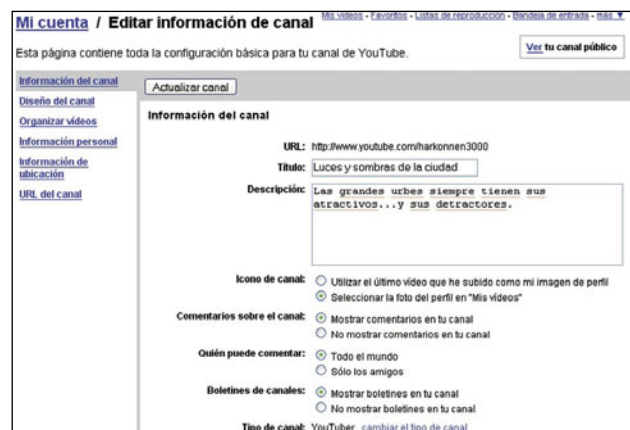 Mi cuenta / Editar información de canal
Mis vídeos - Favoritos - Listas de reproducción - Bandeja de entrada - más ▼
Esta página contiene toda la configuración básica para tu canal de YouTube.
Ver tu canal público
Información del canal
Diseño del canal
Organizar vídeos
Información personal
Información de
ubicación
URL del canal
Actualizar canal
Información del canal
URL: http://www.youtube.com/harkonnen3000
Título: Luces y sombras de la ciudad
Descripción: Las grandes urbes siempre tienen sus
atractivos...y sus detractores.
Icono de canal: Utilizar el último vídeo que he subido como mi imagen de perfil
Seleccionar la foto del perfil en "Mis vídeos"
Comentarios sobre el canal: Mostrar comentarios en tu canal
No mostrar comentarios en tu canal
Quién puede comentar: Todo el mundo
Sólo los amigos
Boletines de canales: Mostrar boletines en tu canal
No mostrar boletines en tu canal
Tipo de canal: YouTuber cambiar el tipo de canal